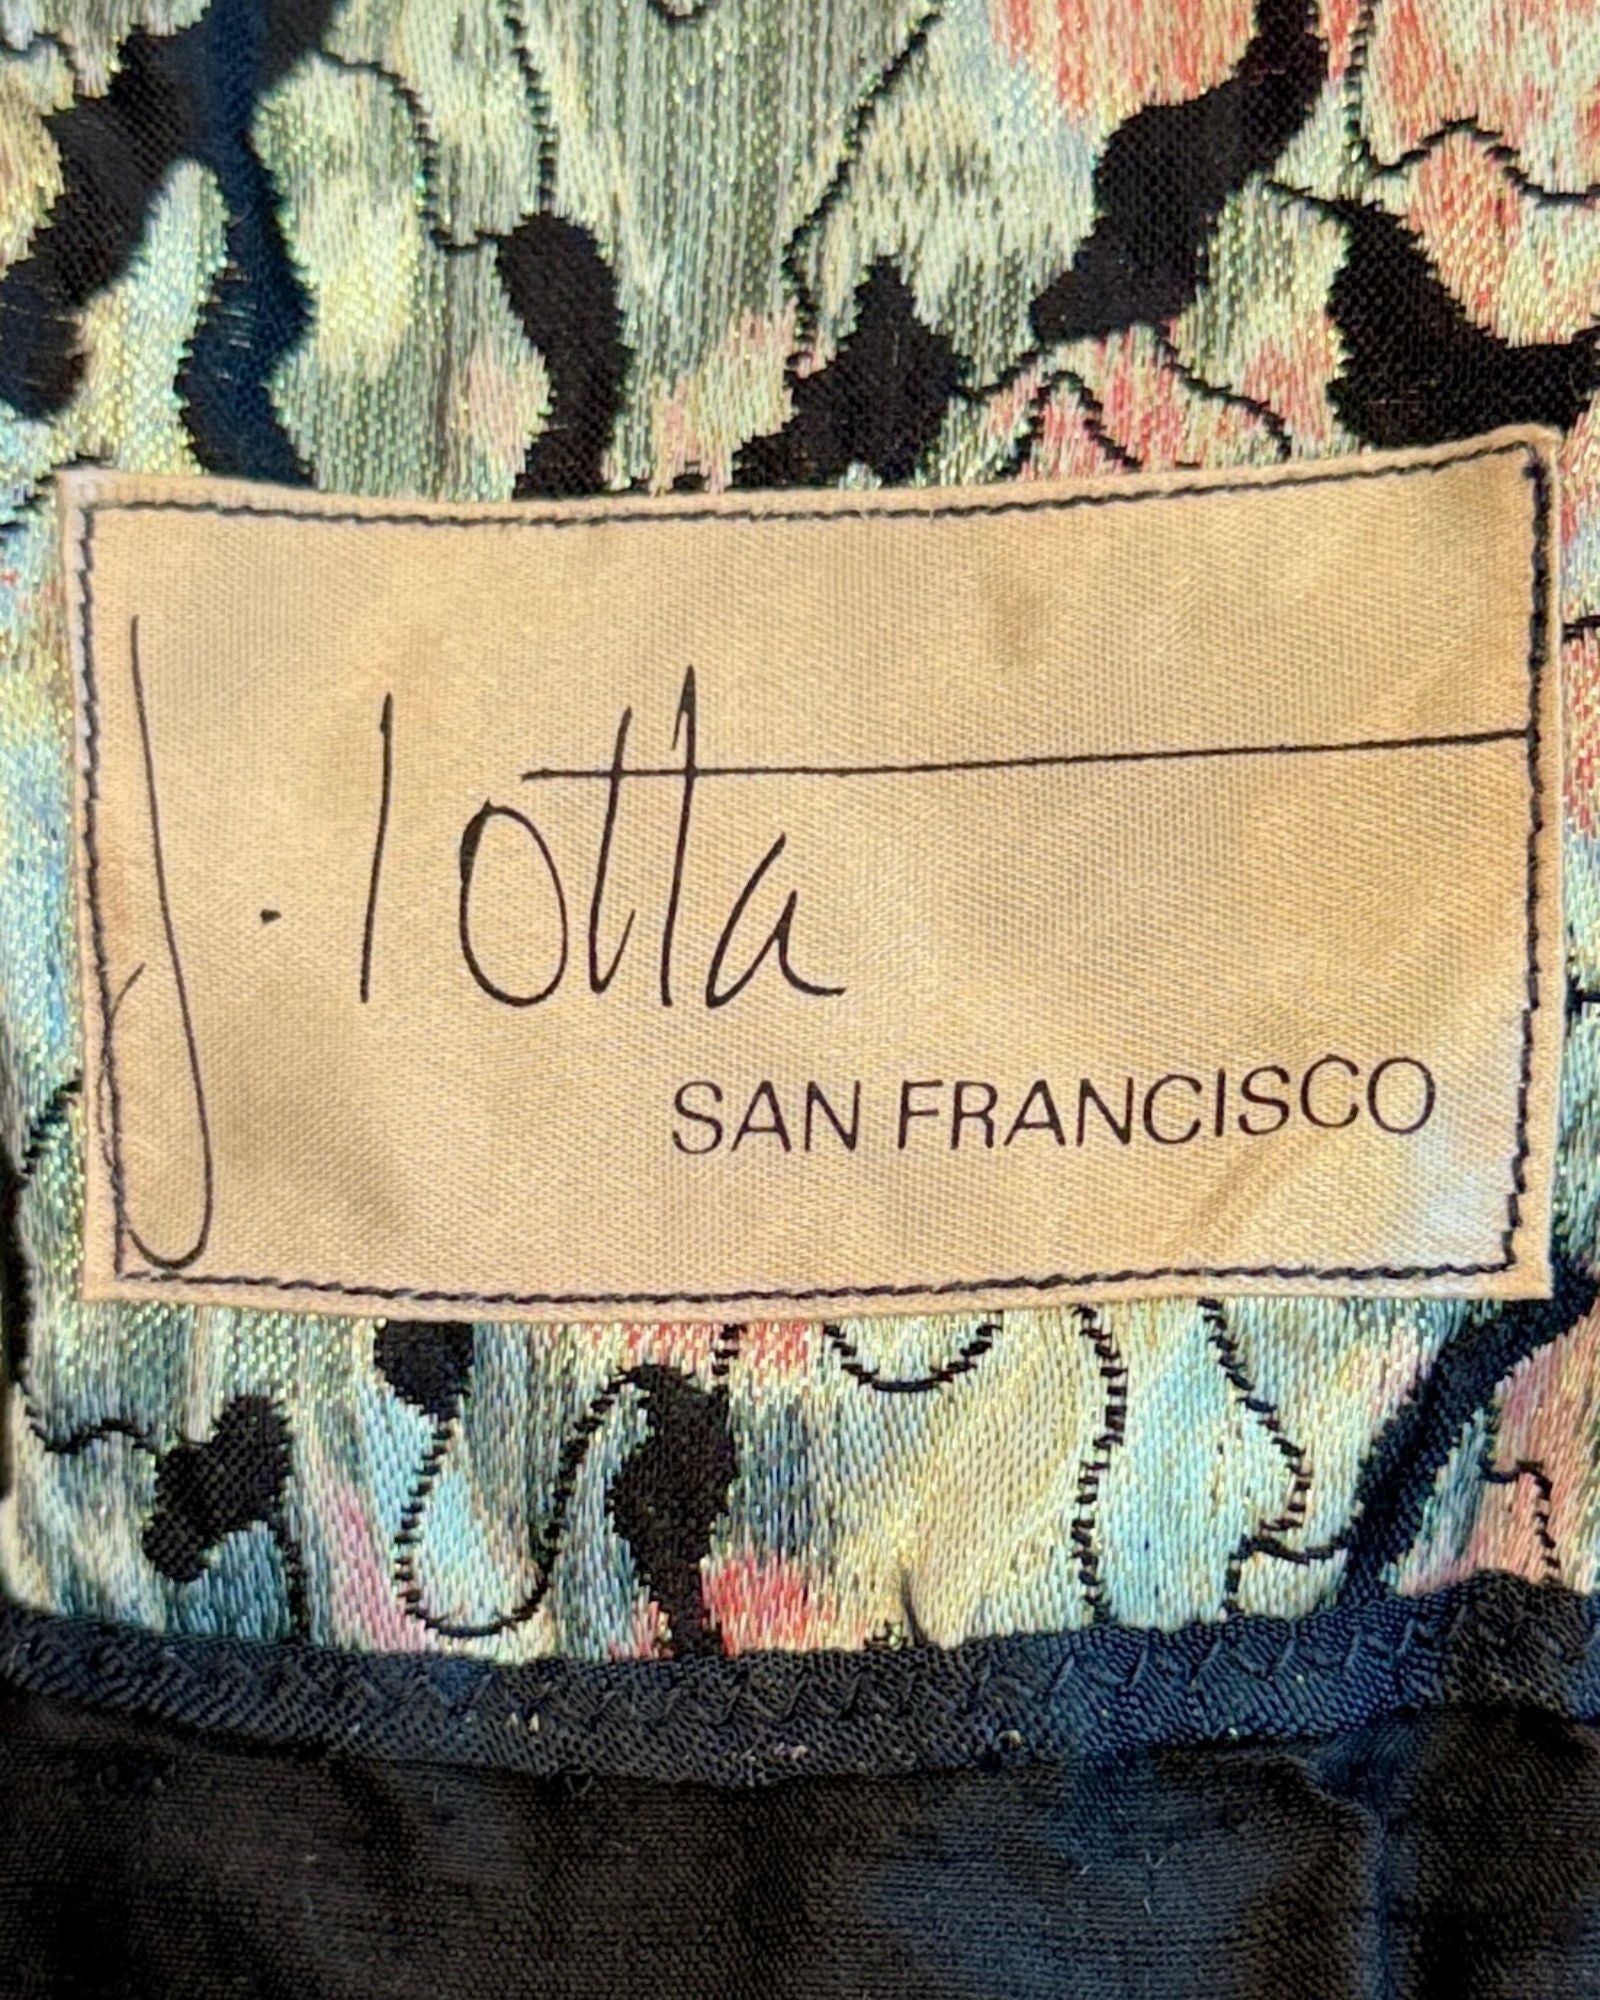 J. lotta
SAN FRANCISCO